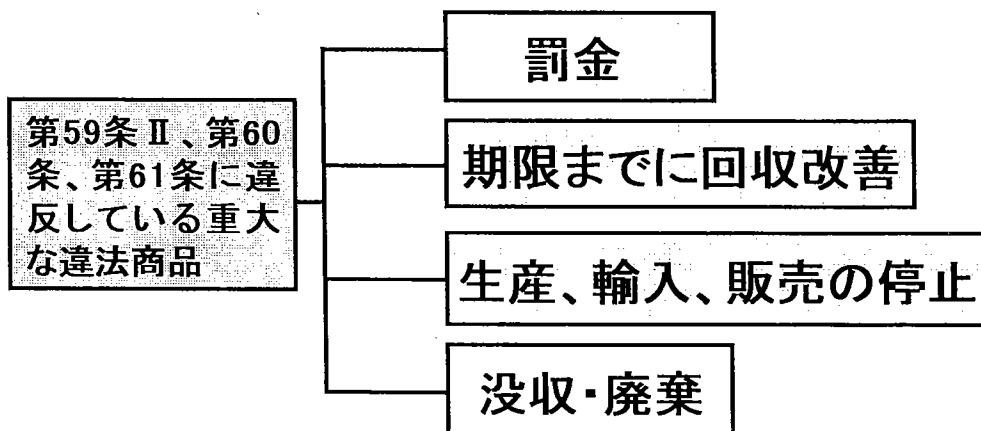 第59条Ⅱ、第60
条、第61条に違
反している重大
な違法商品
罰金
期限までに回収改善
生産、輸入、販売の停止
没収・廃棄